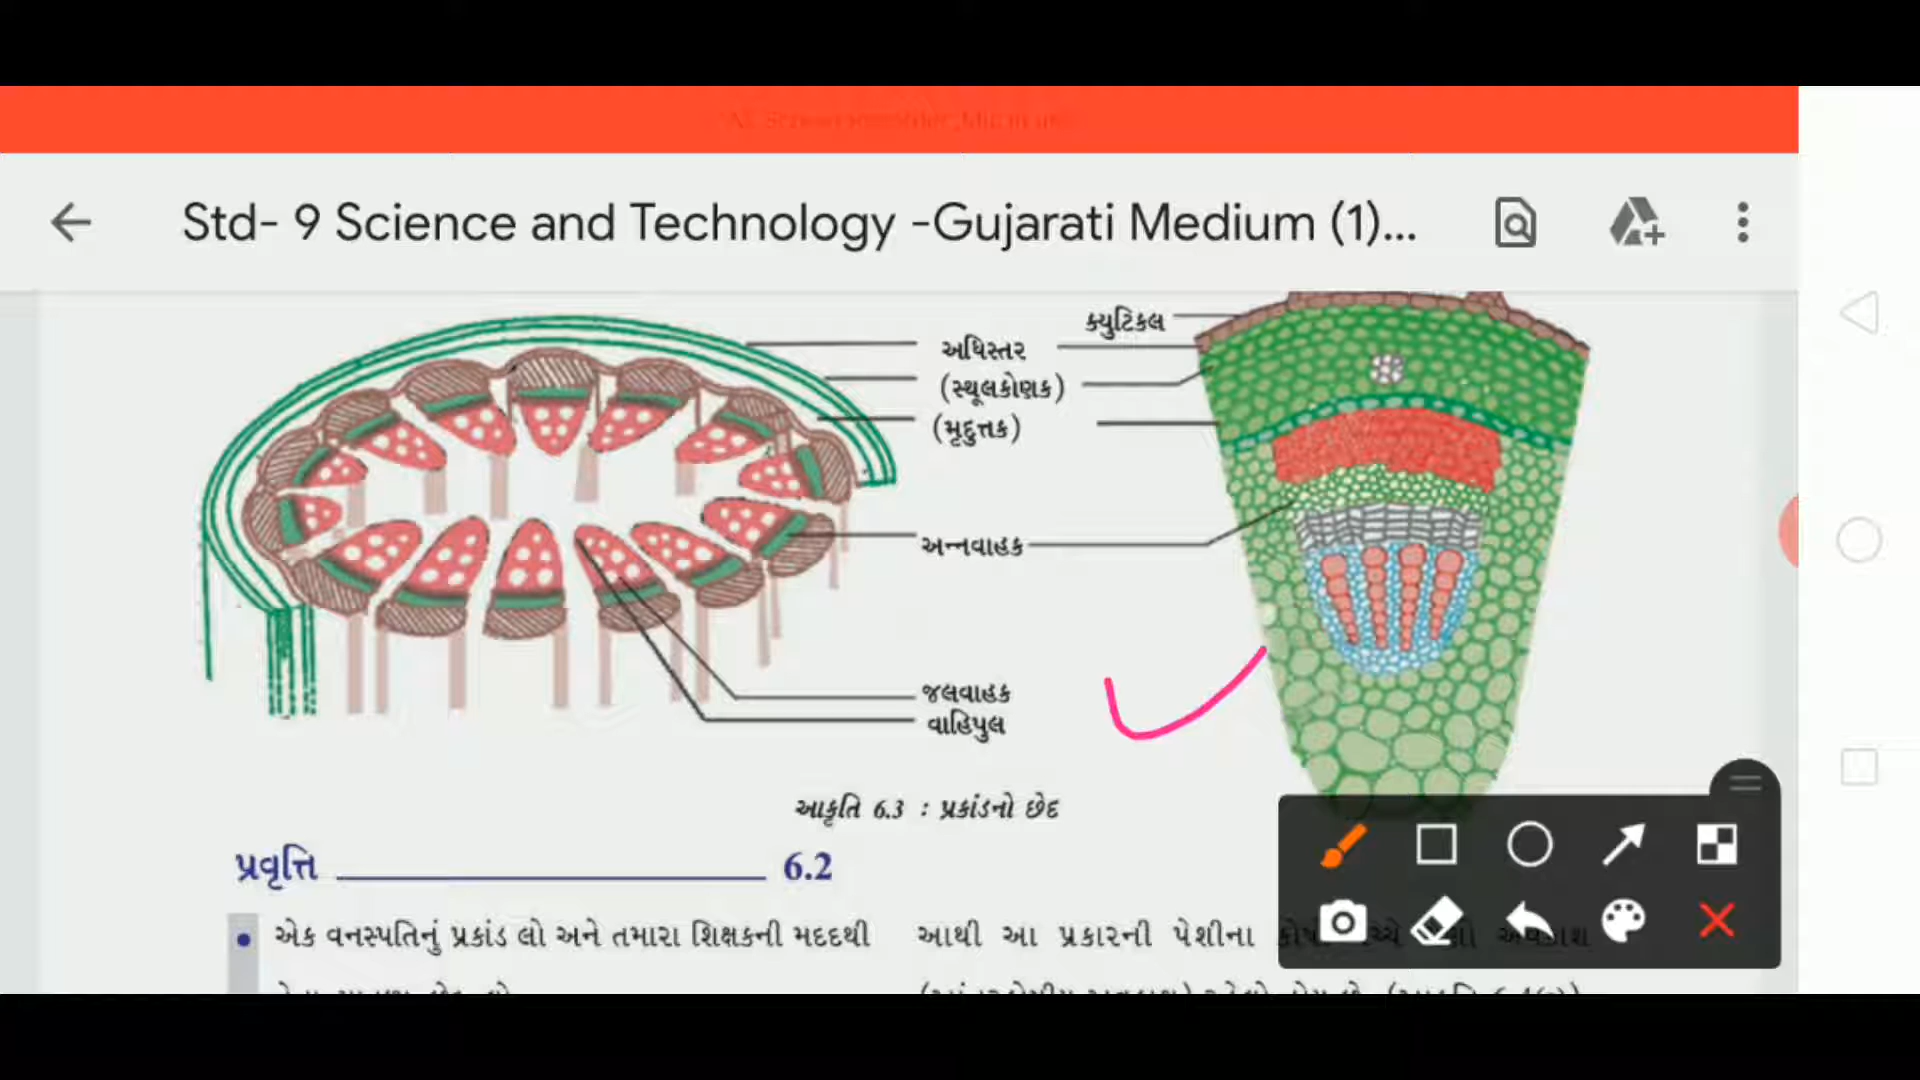 Std- 9 Science and Technology -Gujarati Medium (1)...
ક્યુટિકલ
અધિસ્તર
(સ્થૂલકોણક)
(મૃદુત્તક)
અન્નવાહક
જલવાહક
વાહિપુલ
આકૃતિ 6.3 : પ્રકાંડનો છેદ
પ્રવૃત્તિ 6.2
• એક વનસ્પતિનું પ્રકાંડ લો અને તમારા શિક્ષકની મદદથી
આથી આ પ્રકારની પેશીના